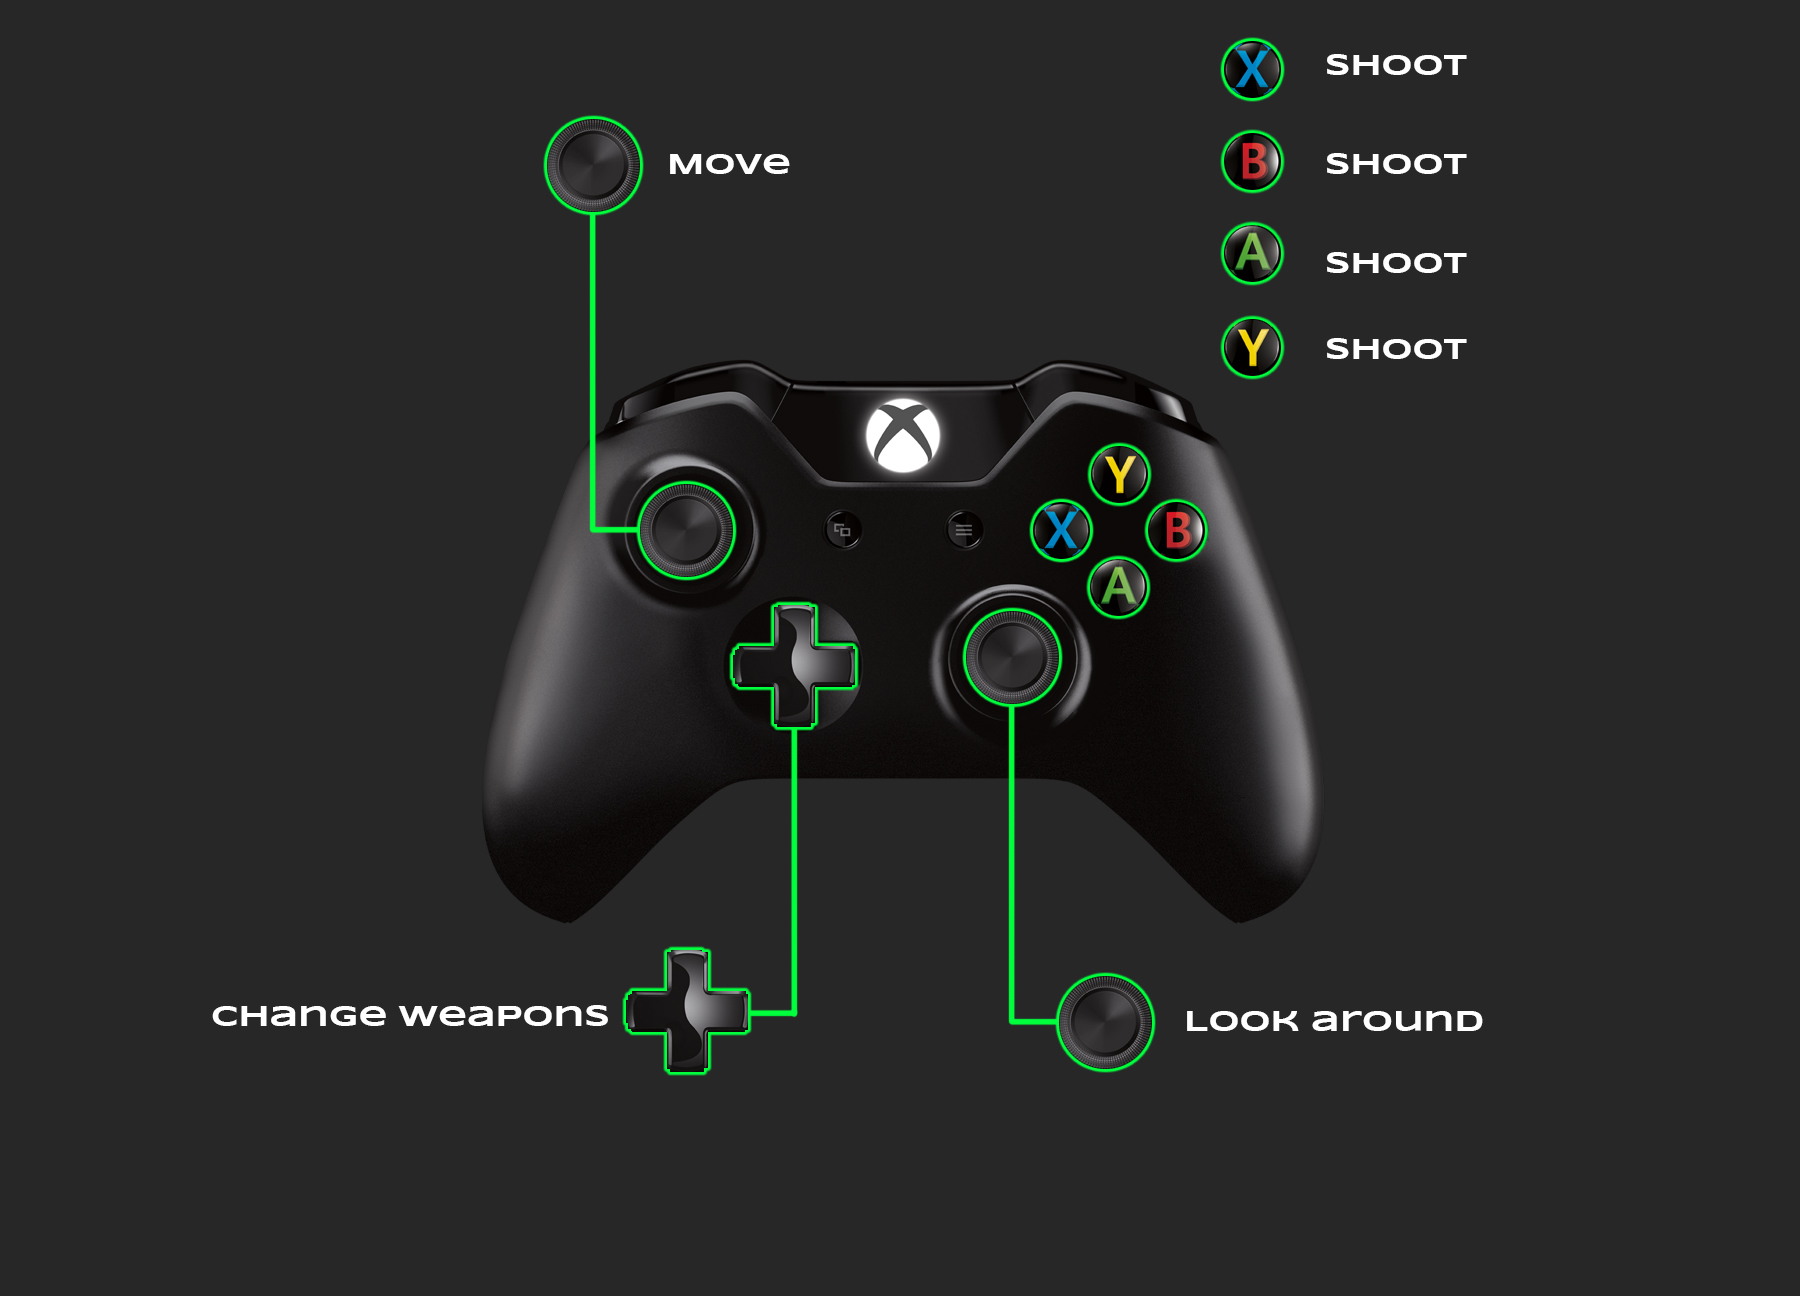 X SHOOT
MOVE
B SHOOT
A SHOOT
Y SHOOT
Y
X B
A
CHANGE WEAPONS
LOOK AROUND